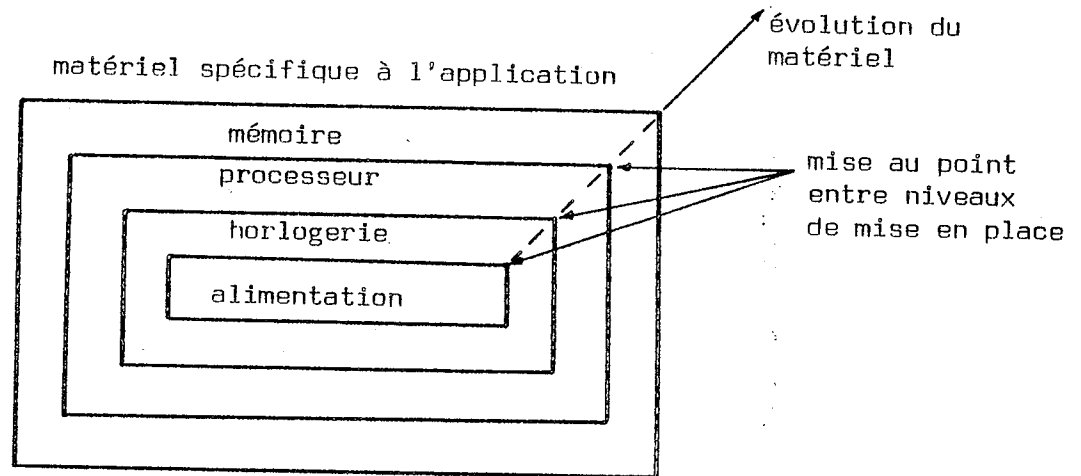 évolution du
matériel
matériel spécifique à l'application
mémoire
processeur
horlogerie
alimentation
mise au point
entre niveaux
de mise en place